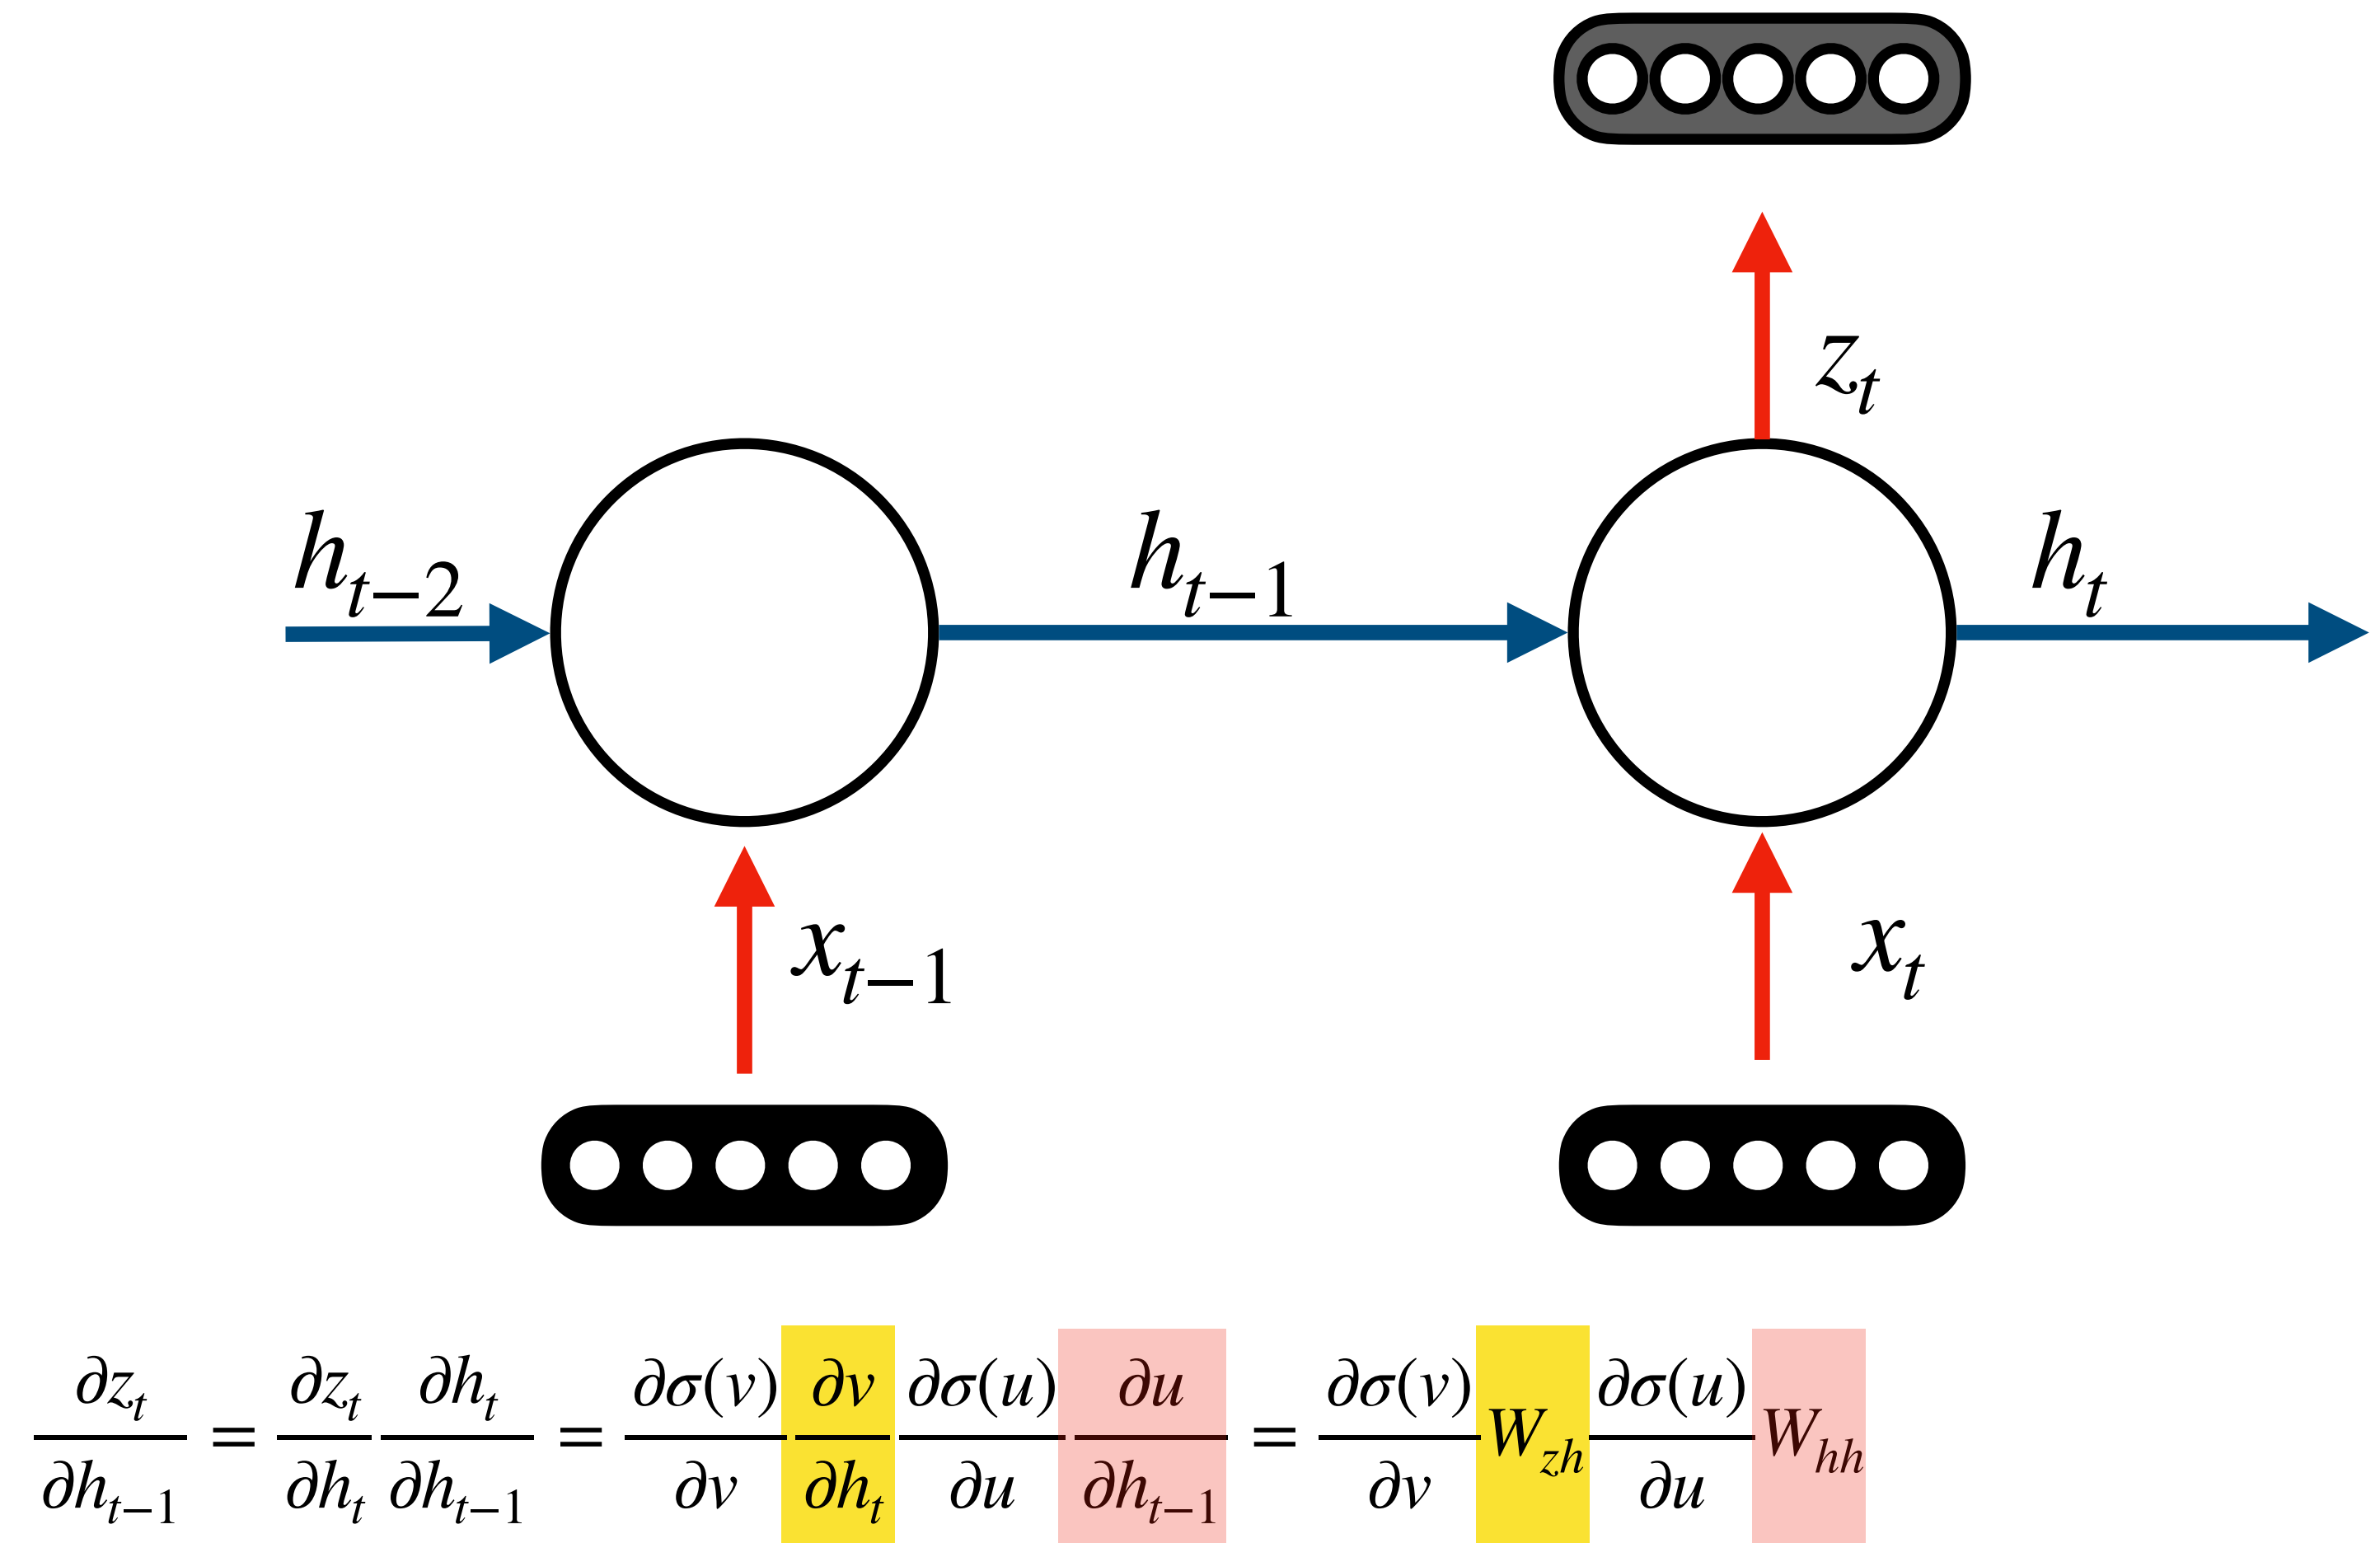 z_t
h_{t-2} h_{t-1} h_t
x_{t-1} x_t
∂z_t/∂h_{t-1} = ∂z_t/∂h_t ∂h_t/∂h_{t-1} = ∂σ(v)/∂v ∂v/∂h_t ∂σ(u)/∂u ∂u/∂h_{t-1} = ∂σ(v)/∂v W_{zh} ∂σ(u)/∂u W_{hh}